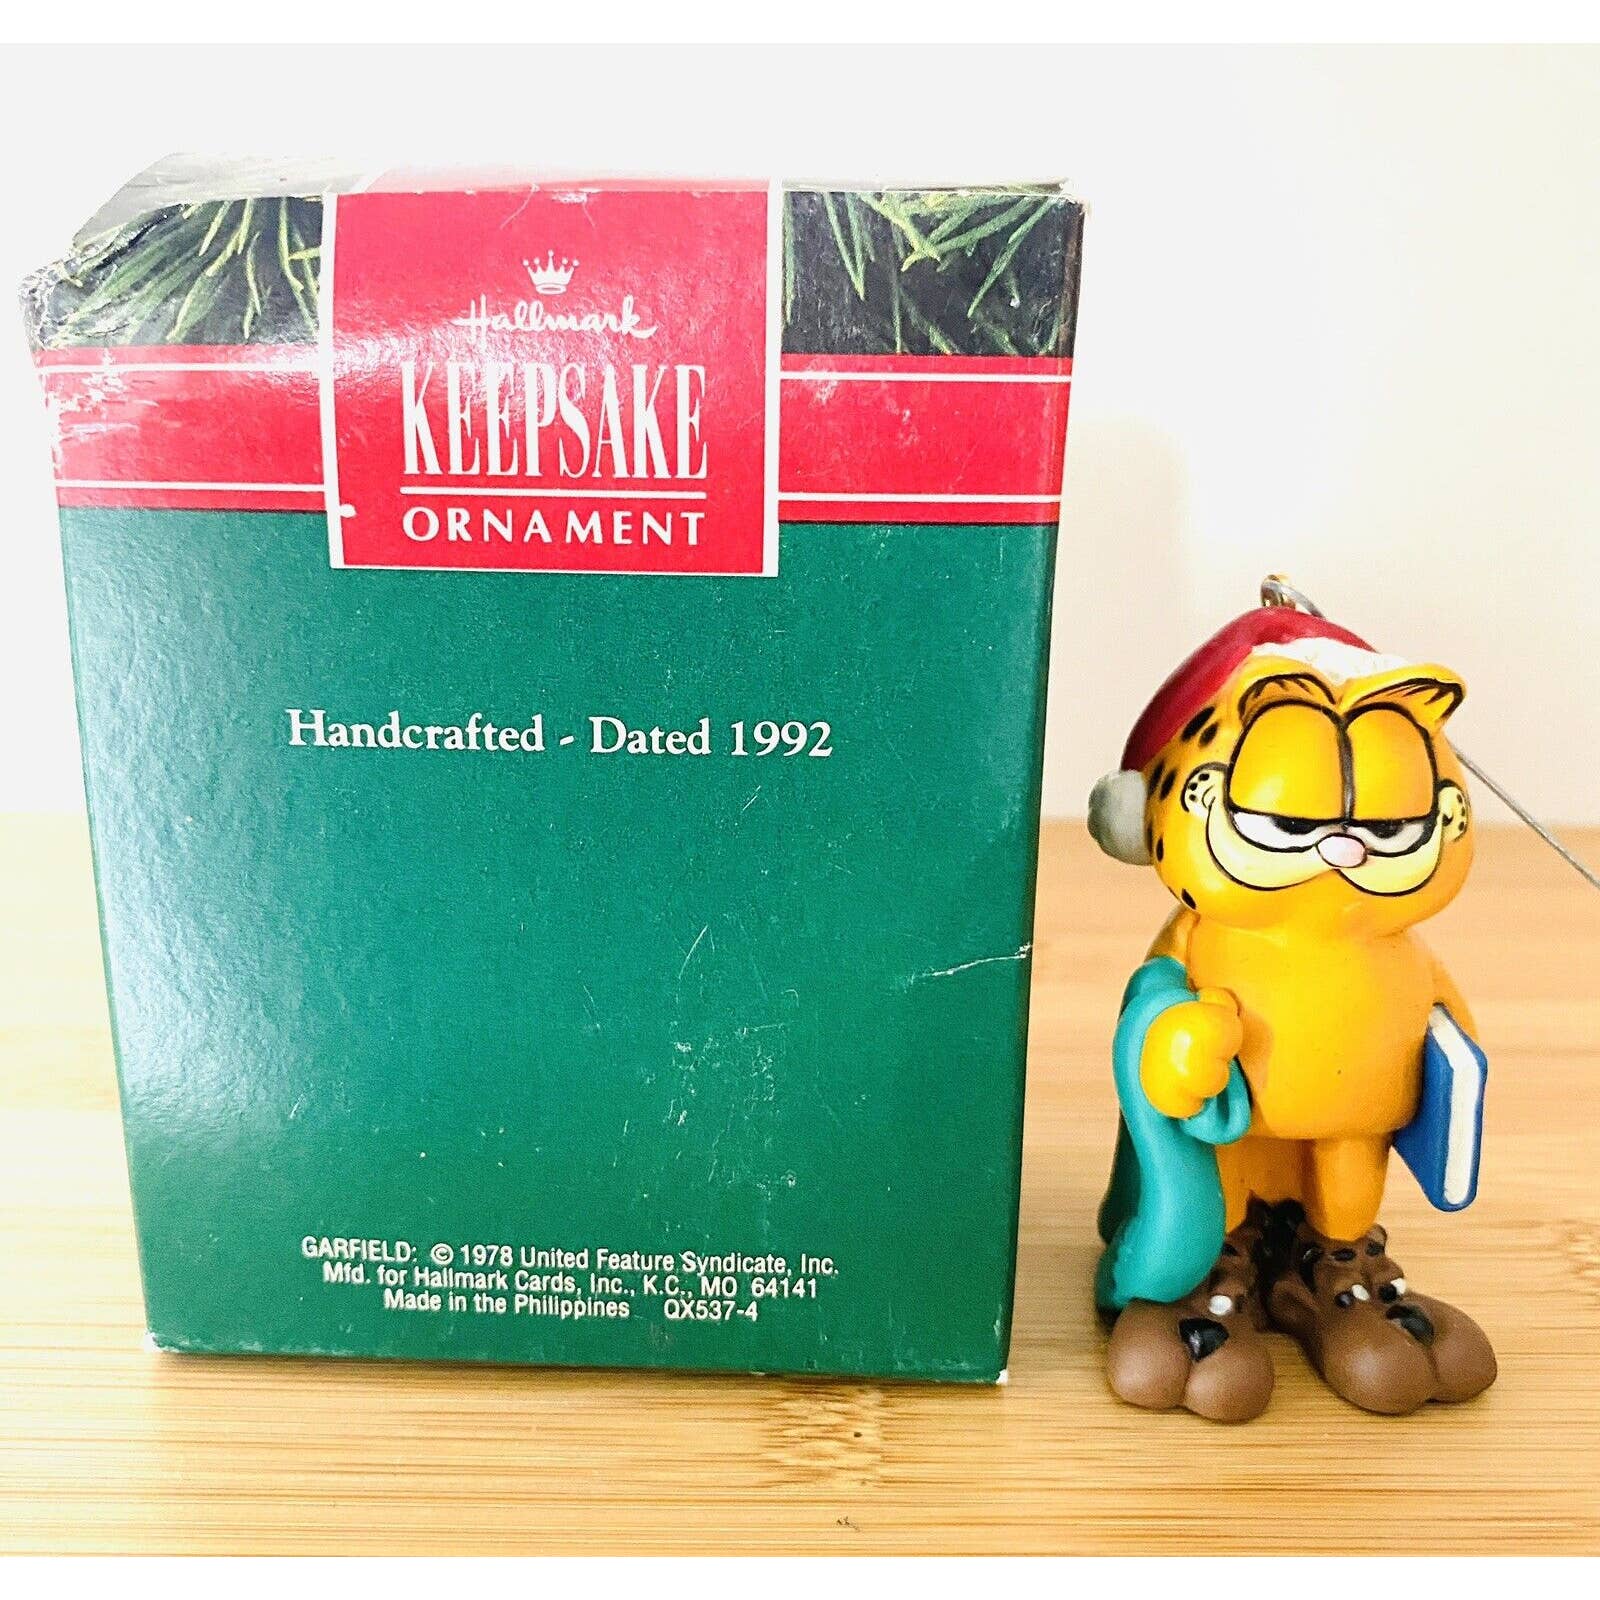 Hallmark
KEEPSAKE
ORNAMENT
Handcrafted - Dated 1992
GARFIELD: © 1978 United Feature Syndicate, Inc.
Mfd. for Hallmark Cards, Inc., K.C., MO 64141
Made in the Philippines QX537-4